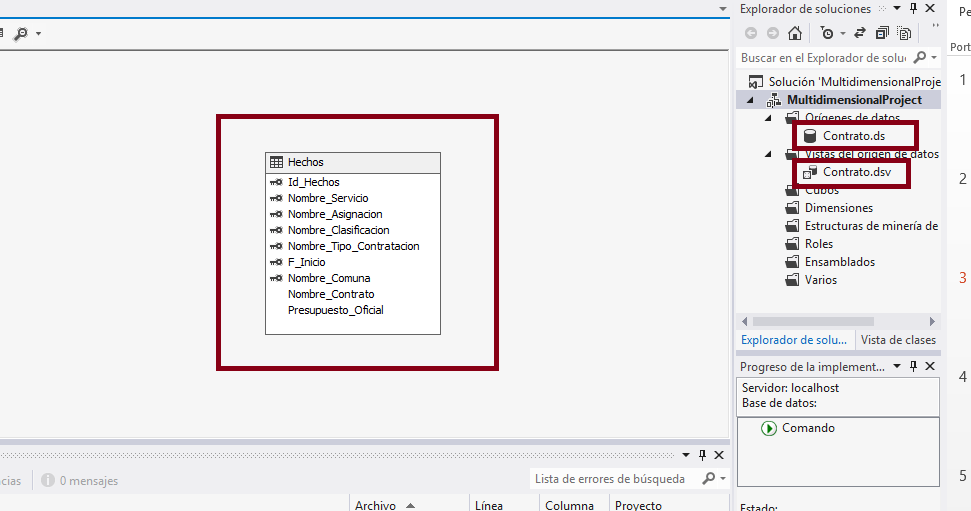 Explorador de soluciones
Pe
Port
Buscar en el Explorador de soluc
Solución 'MultidimensionalProje
MultidimensionalProject
Orígenes de datos
Contrato.ds
Vistas del origen de datos
Contrato.dsv
Cubos
Dimensiones
Estructuras de minería de
Roles
Ensamblados
Varios
Hechos
Id_Hechos
Nombre_Servicio
Nombre_Asignacion
Nombre_Clasificacion
Nombre_Tipo_Contratacion
F_Inicio
Nombre_Comuna
Nombre_Contrato
Presupuesto_Oficial
Explorador de solu... Vista de clases
Progreso de la implement...
Servidor: localhost
Base de datos:
Comando
Estado:
1
2
3
4
5
cias 0 mensajes
Lista de errores de búsqueda
Archivo Línea Columna Proyecto